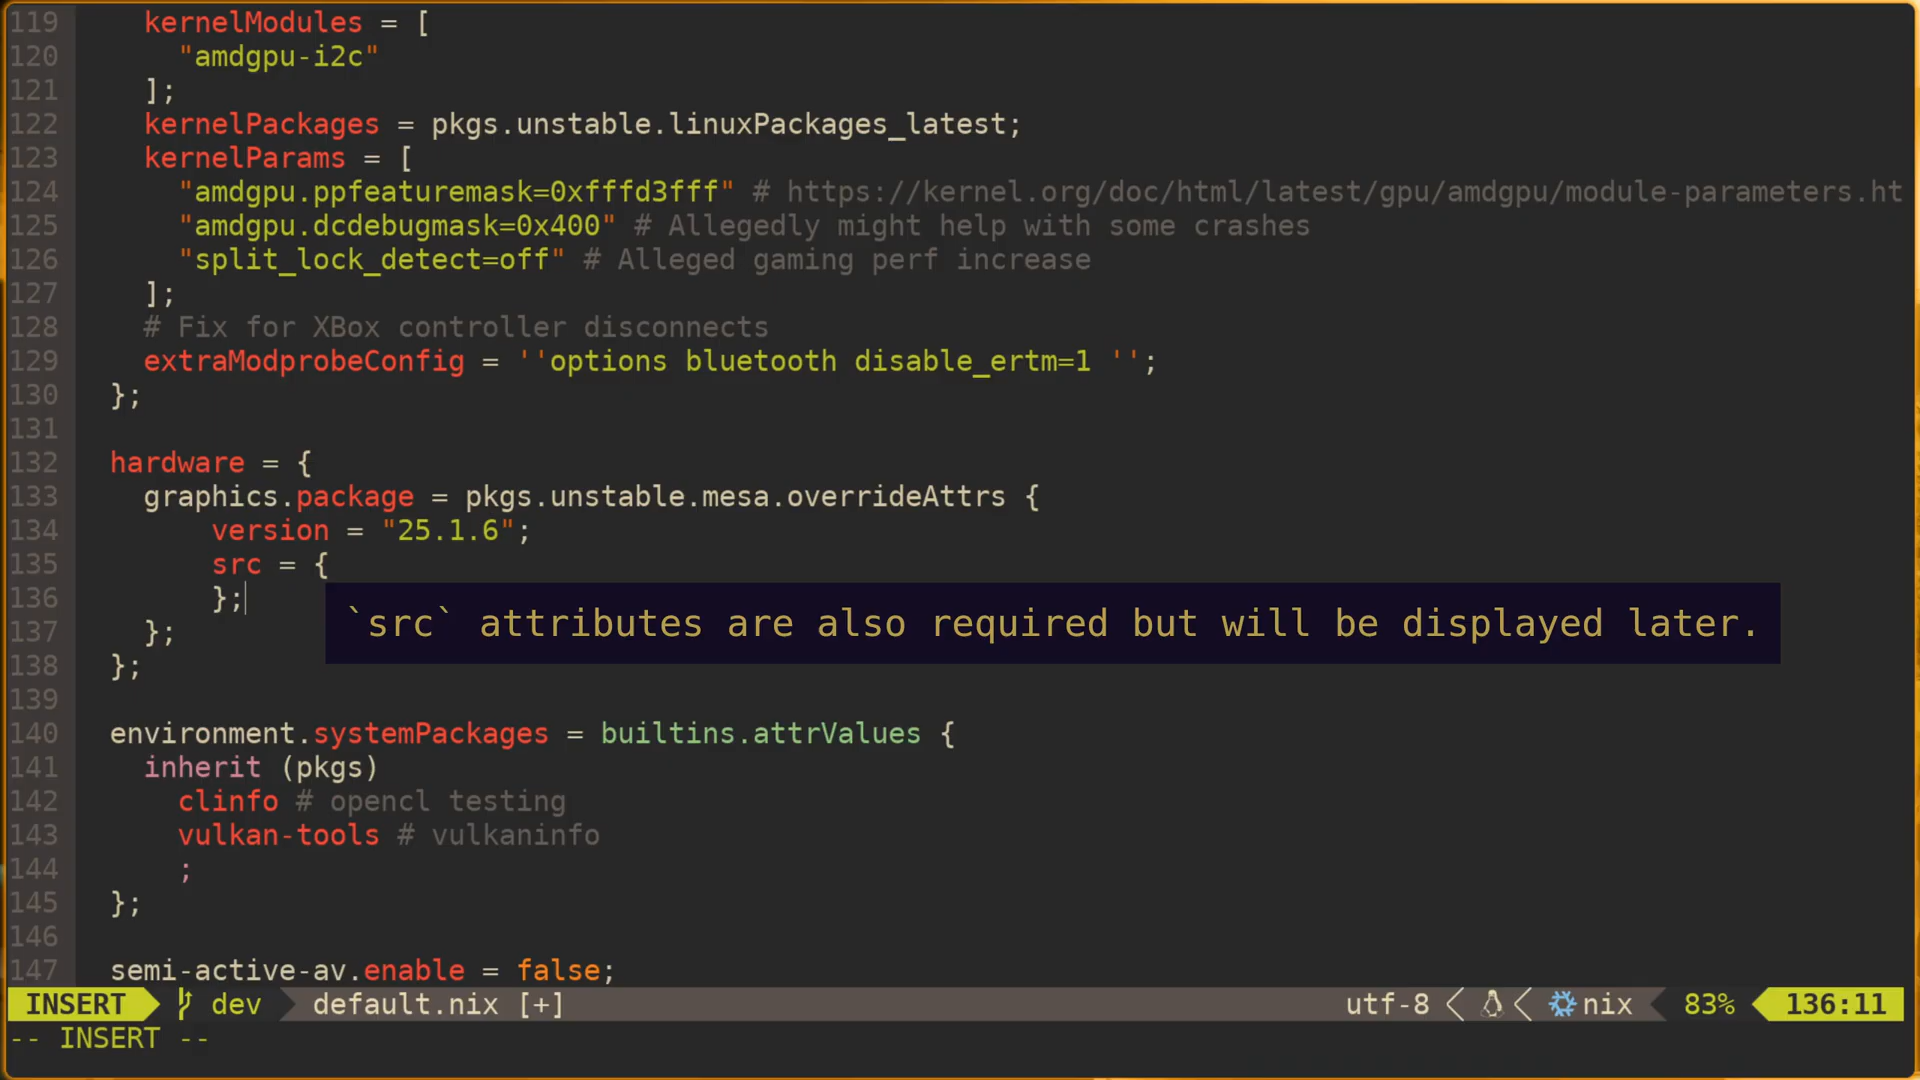 119 kernelModules = [
120 "amdgpu-i2c"
121 ];
122 kernelPackages = pkgs.unstable.linuxPackages_latest;
123 kernelParams = [
124 "amdgpu.ppfeaturemask=0xfffd3fff" # https://kernel.org/doc/html/latest/gpu/amdgpu/module-parameters.ht
125 "amdgpu.dcdebugmask=0x400" # Allegedly might help with some crashes
126 "split_lock_detect=off" # Alleged gaming perf increase
127 ];
128 # Fix for XBox controller disconnects
129 extraModprobeConfig = ''options bluetooth disable_ertm=1 '';
130 };
131
132 hardware = {
133 graphics.package = pkgs.unstable.mesa.overrideAttrs {
134 version = "25.1.6";
135 src = {
136 };
`src` attributes are also required but will be displayed later.
137 };
138 };
139
140 environment.systemPackages = builtins.attrValues {
141 inherit (pkgs)
142 clinfo # opencl testing
143 vulkan-tools # vulkaninfo
144 ;
145 };
146
147 semi-active-av.enable = false;
INSERT dev default.nix [+] utf-8 nix 83% 136:11
-- INSERT --